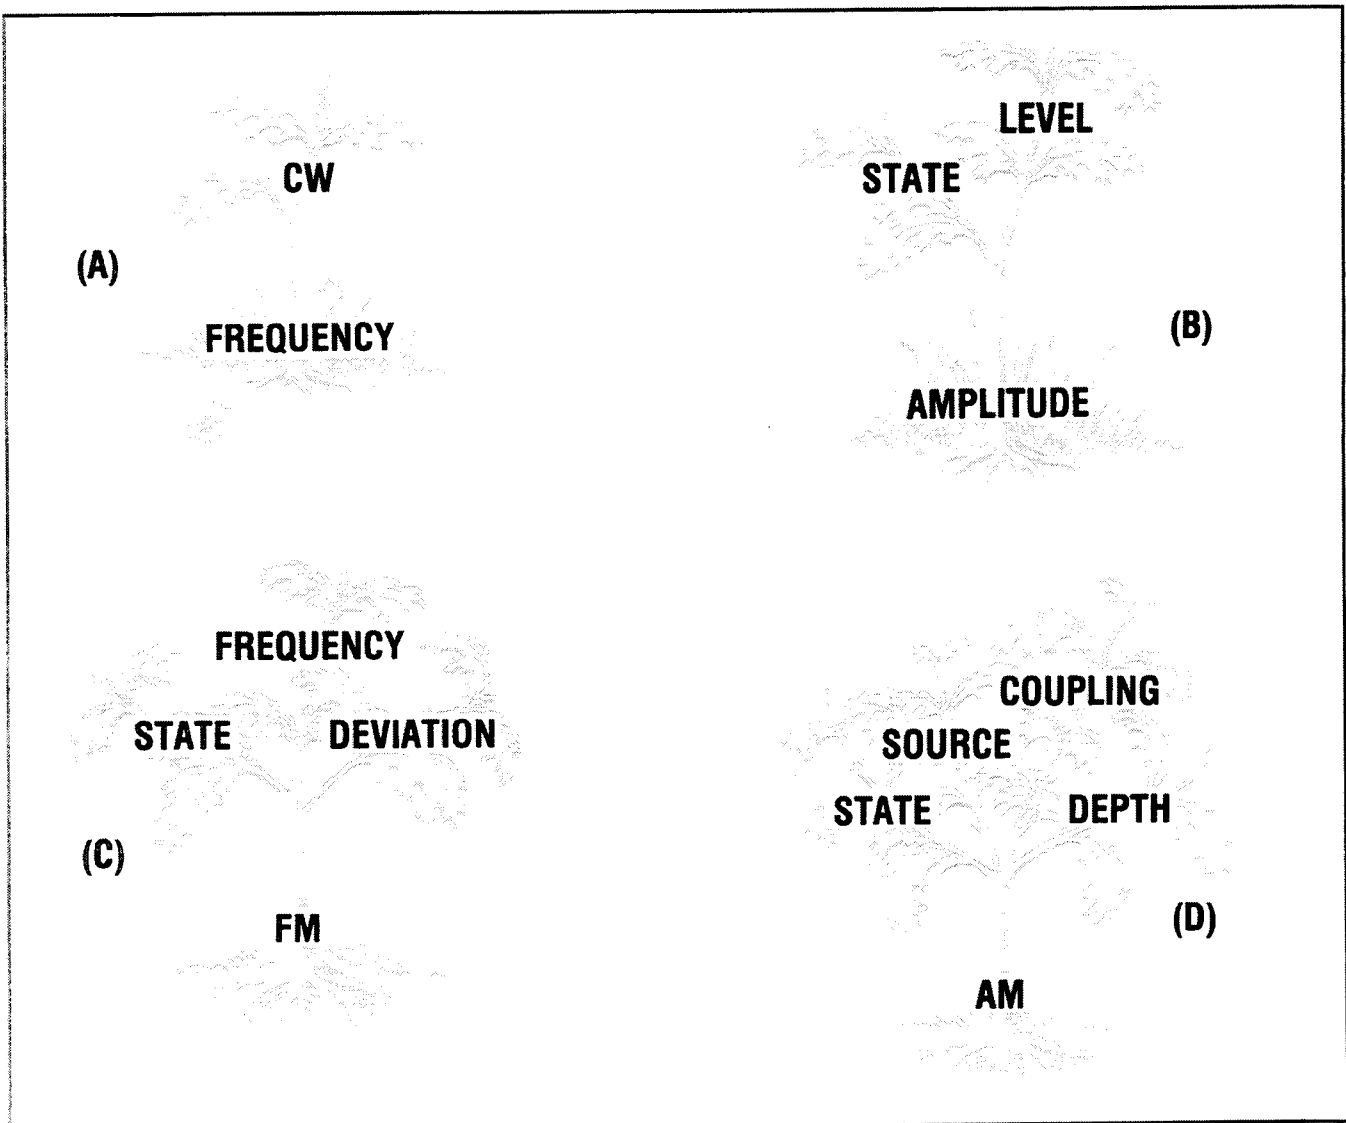 CW
(A)
FREQUENCY
LEVEL
STATE
(B)
AMPLITUDE
FREQUENCY
STATE DEVIATION
(C)
FM
COUPLING
SOURCE
STATE DEPTH
(D)
AM